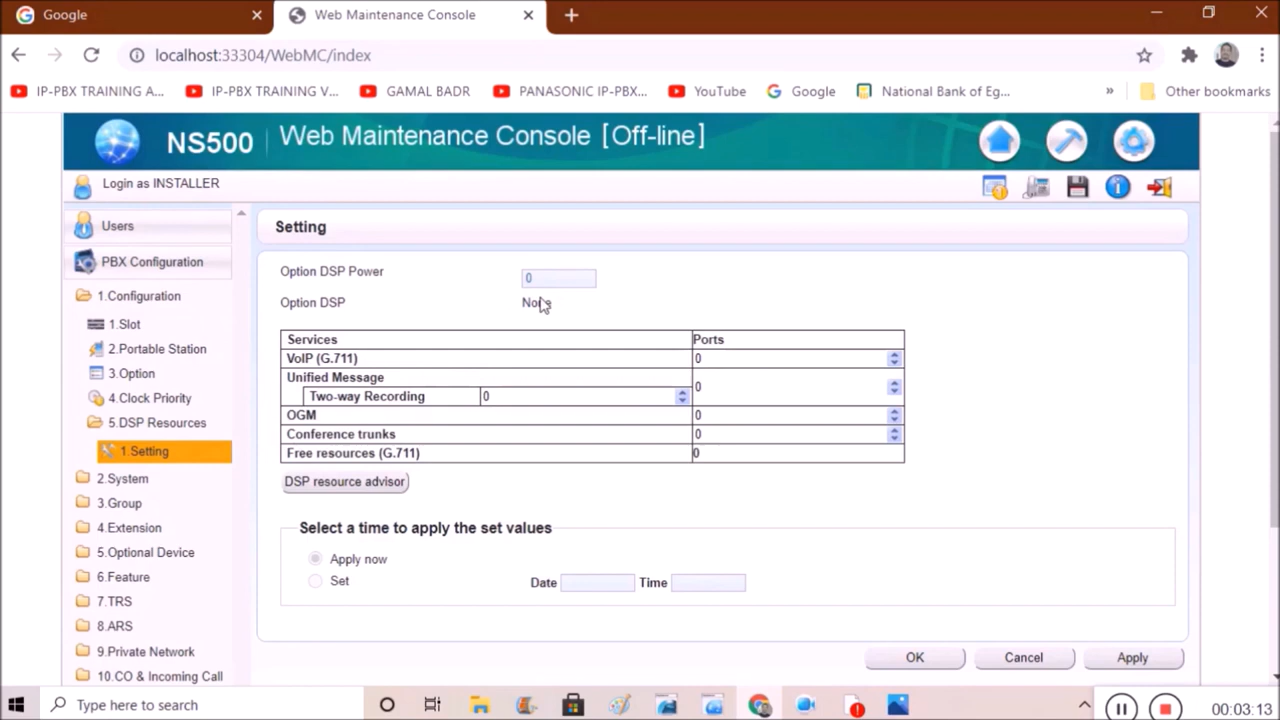 Google
Web Maintenance Console
localhost:33304/WebMC/index
IP-PBX TRAINING A...
IP-PBX TRAINING V...
GAMAL BADR
PANASONIC IP-PBX...
YouTube
Google
National Bank of Eg...
»
Other bookmarks
NS500
Web Maintenance Console [Off-line]
Login as INSTALLER
Users
PBX Configuration
1.Configuration
1.Slot
2.Portable Station
3.Option
4.Clock Priority
5.DSP Resources
1.Setting
2.System
3.Group
4.Extension
5.Optional Device
6.Feature
7.TRS
8.ARS
9.Private Network
10.CO & Incoming Call
Setting
Option DSP Power 0
Option DSP None
Services Ports
VoIP (G.711) 0
Unified Message 0
Two-way Recording 0
OGM 0
Conference trunks 0
Free resources (G.711) 0
DSP resource advisor
Select a time to apply the set values
Apply now
Set Date Time
OK Cancel Apply
Type here to search
00:03:13